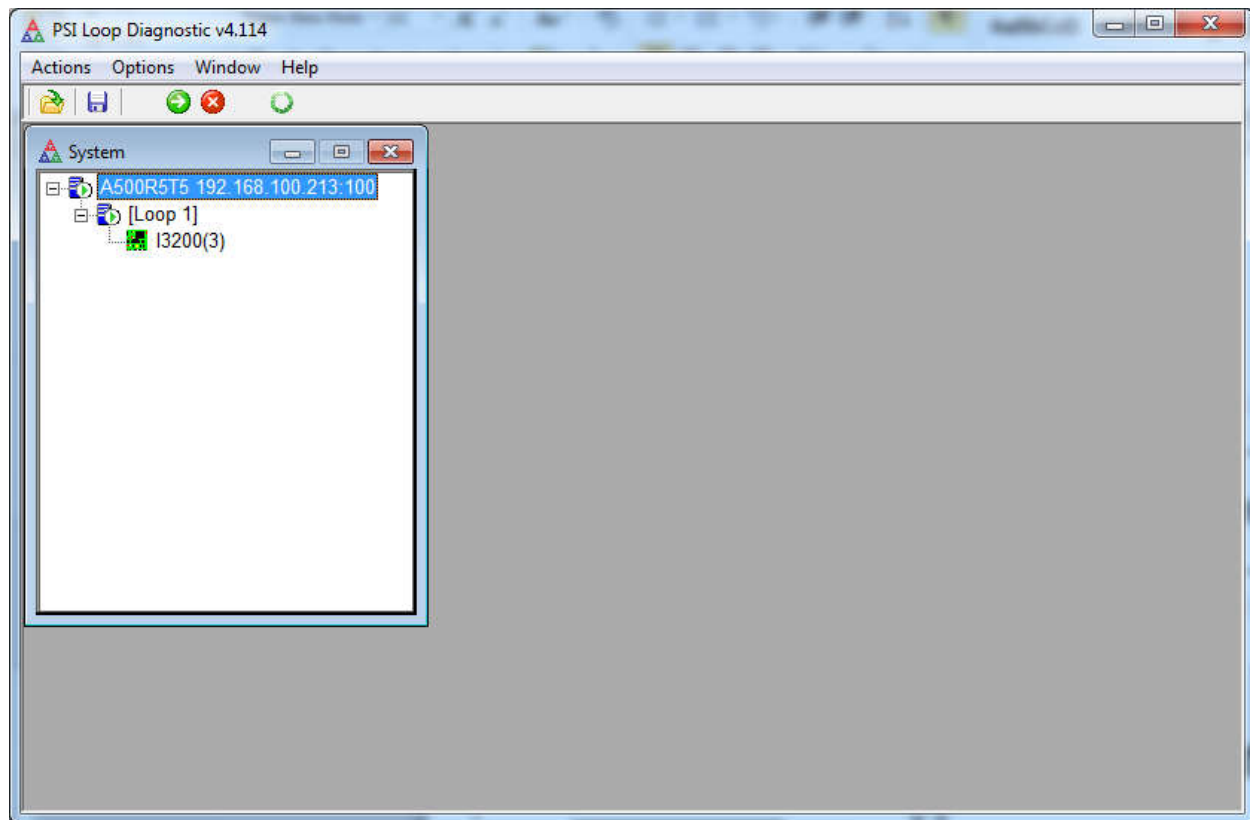 PSI Loop Diagnostic v4.114
Actions Options Window Help
System
A500R5T5 192.168.100.213:100
[Loop 1]
I3200(3)